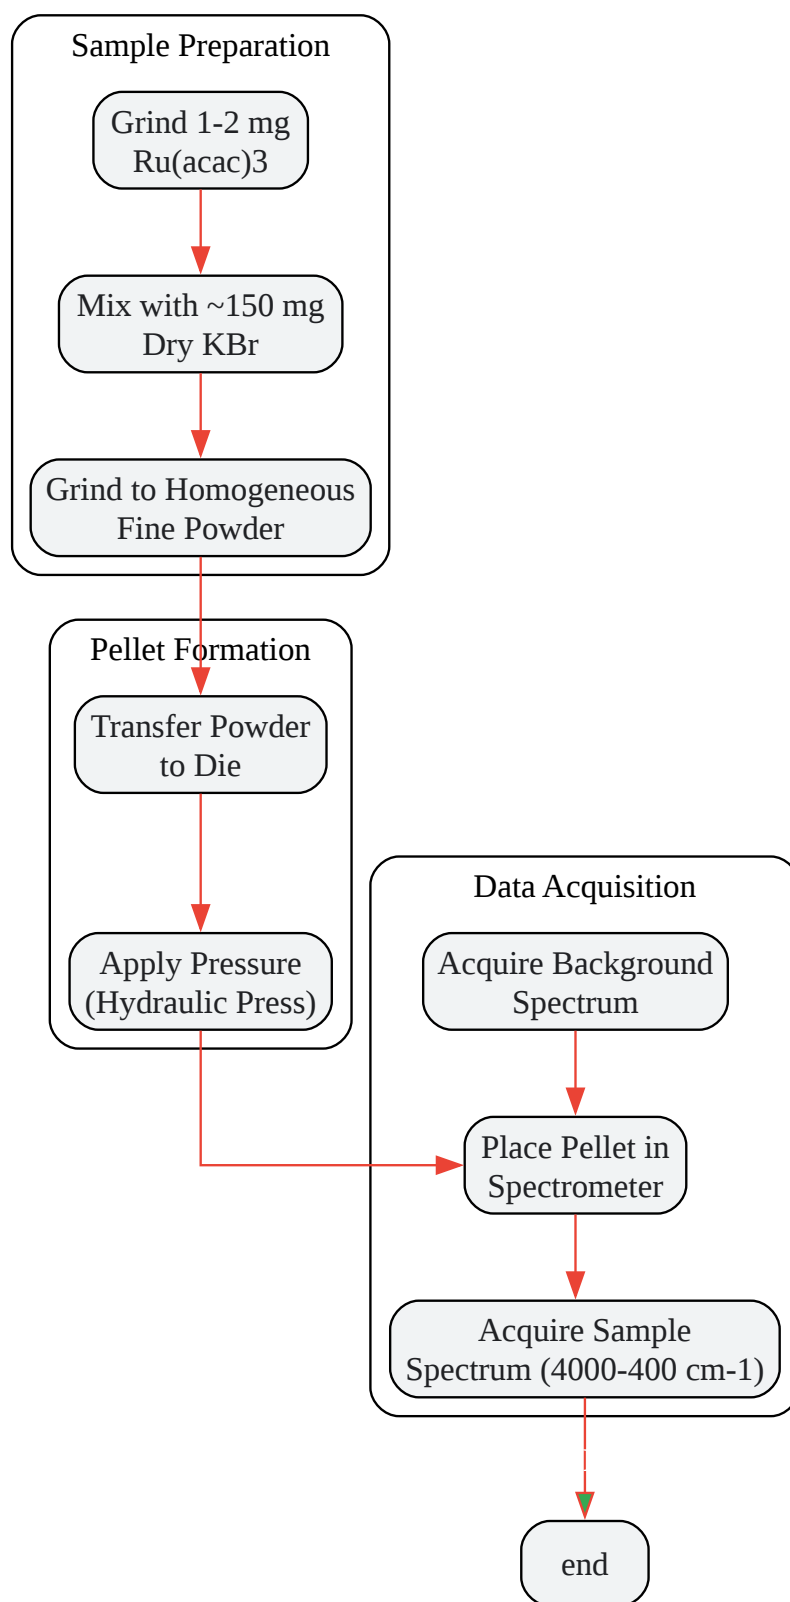 Sample Preparation
Grind 1-2 mg
Ru(acac)3
Mix with ~150 mg
Dry KBr
Grind to Homogeneous
Fine Powder
Pellet Formation
Transfer Powder
to Die
Apply Pressure
(Hydraulic Press)
Data Acquisition
Acquire Background
Spectrum
Place Pellet in
Spectrometer
Acquire Sample
Spectrum (4000-400 cm-1)
end